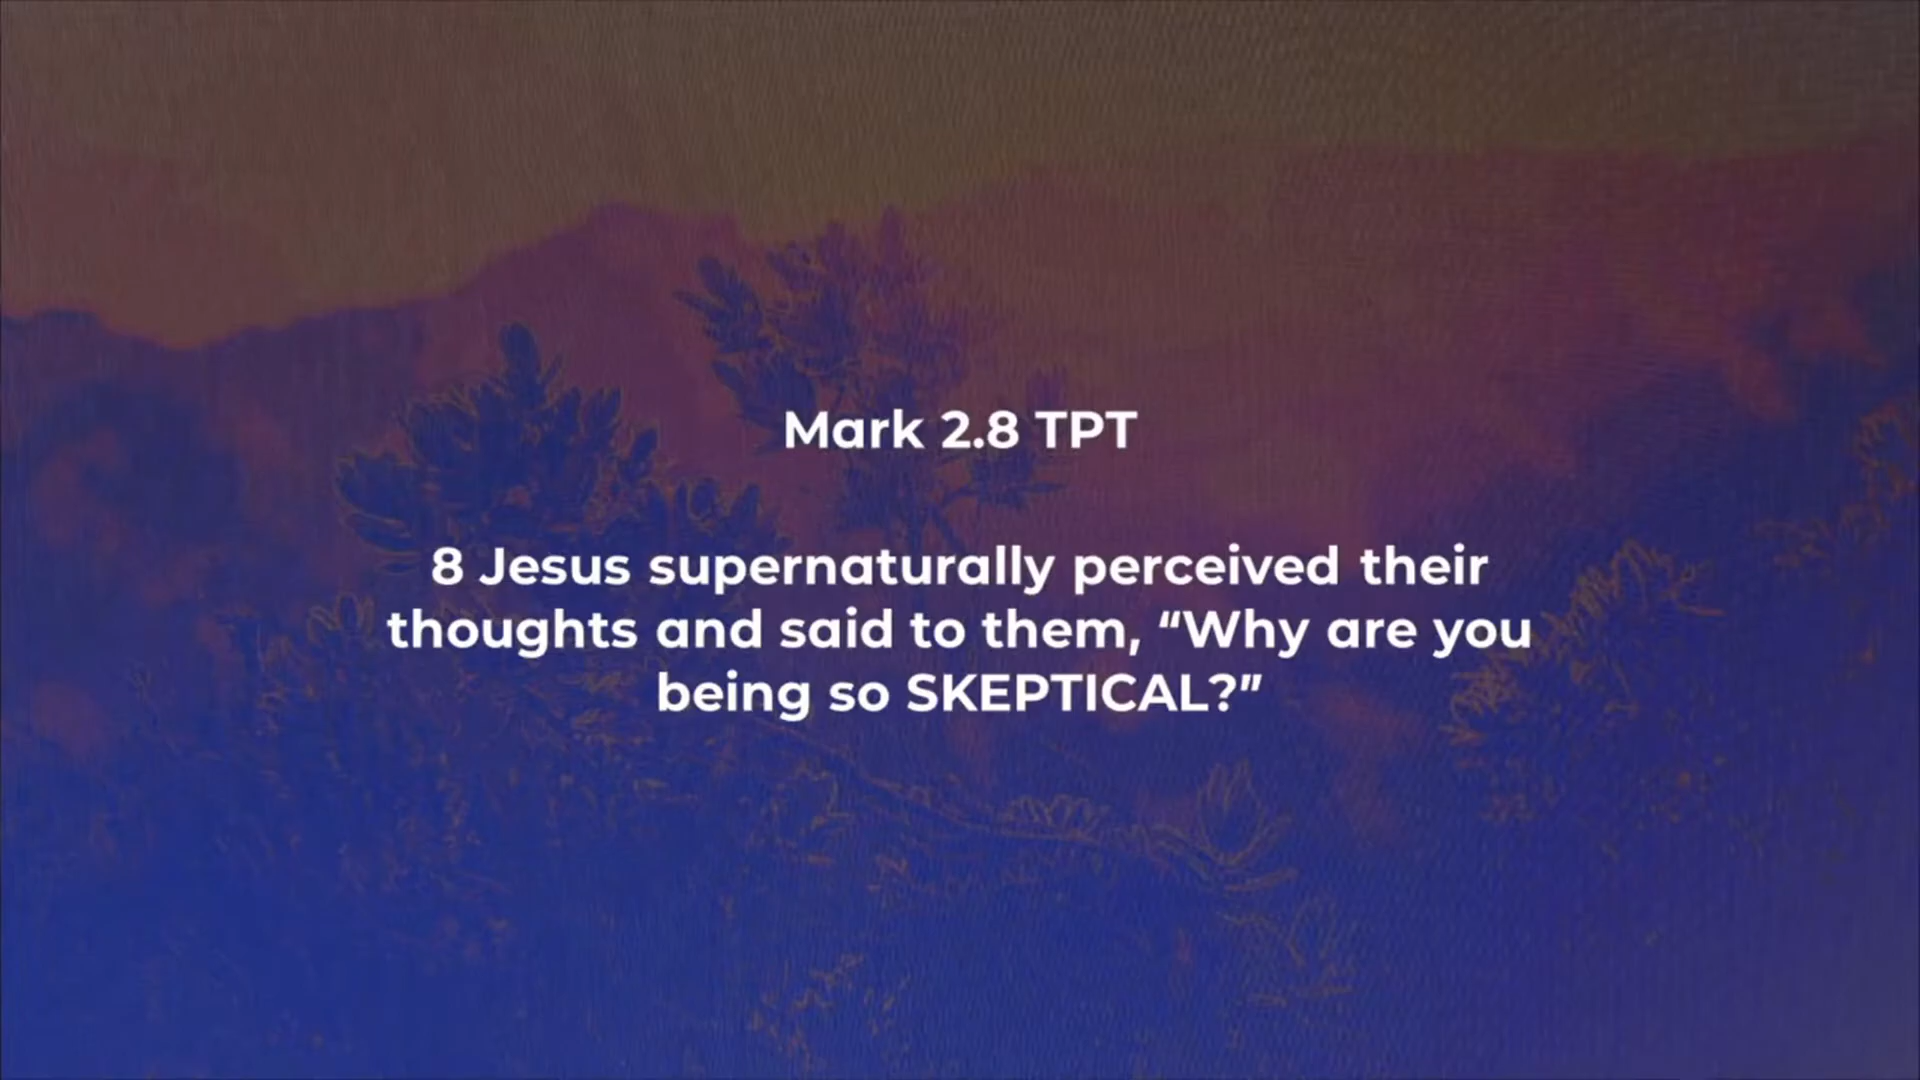 Mark 2.8 TPT
8 Jesus supernaturally perceived their
thoughts and said to them, “Why are you
being so SKEPTICAL?”